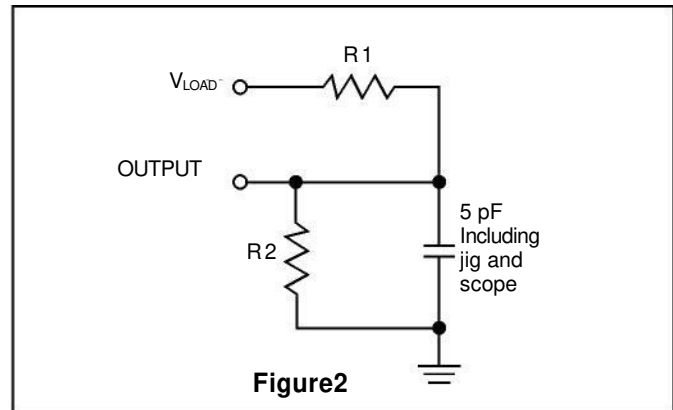 R1
VLOAD
OUTPUT
5 pF
Including
jig and
scope
R2
Figure2